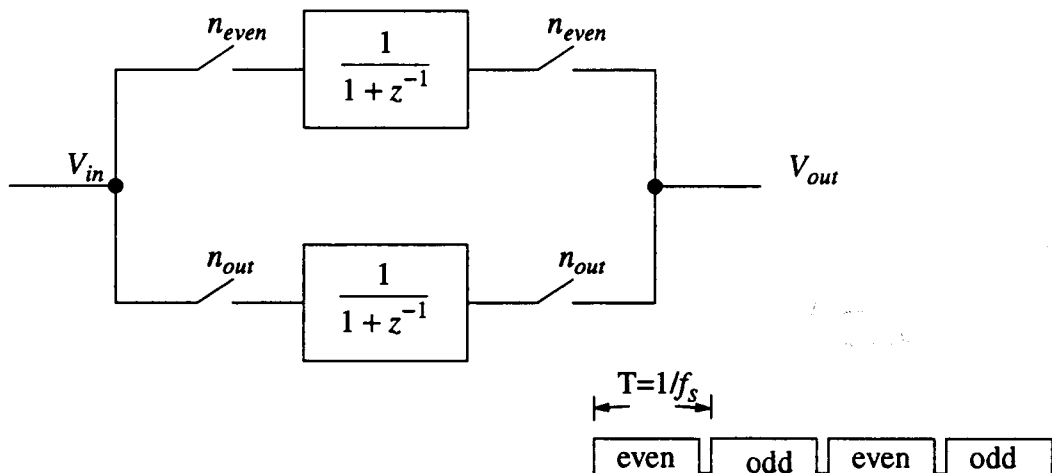 n_even n_even
1
1 + z^-1
V_in
V_out
n_out n_out
1
1 + z^-1
T=1/f_s
even odd even odd